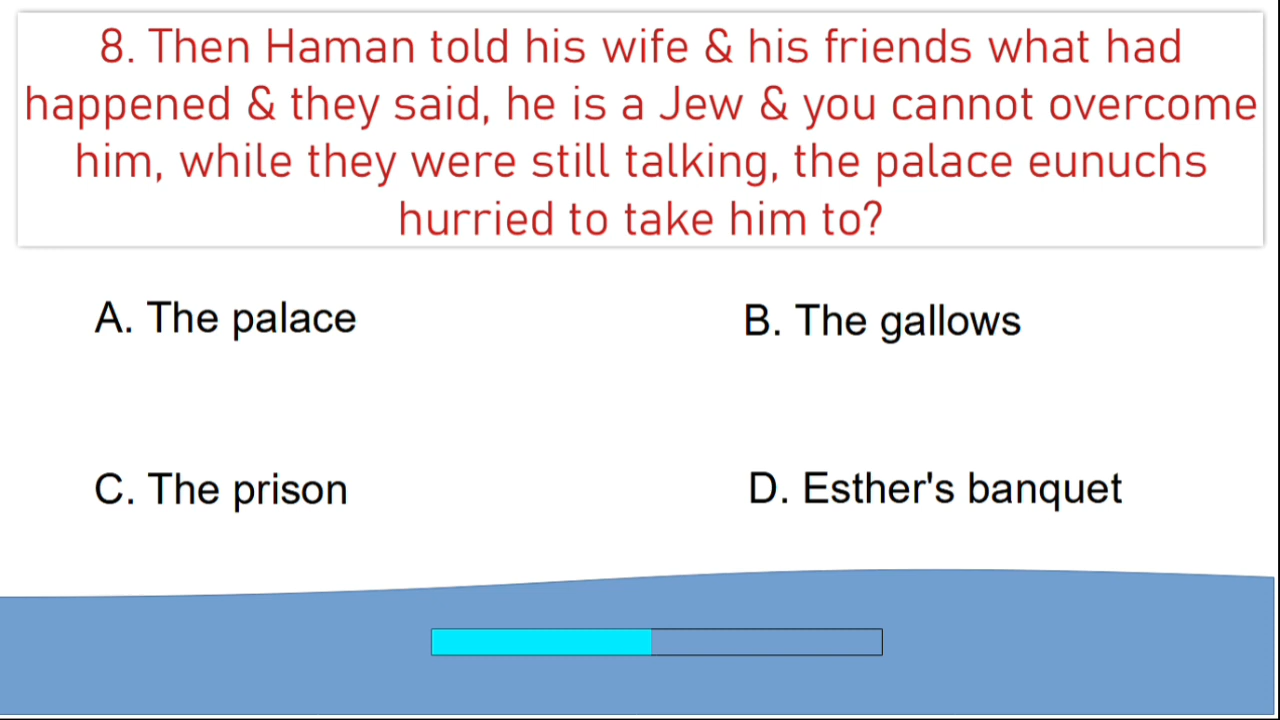 8. Then Haman told his wife & his friends what had
happened & they said, he is a Jew & you cannot overcome
him, while they were still talking, the palace eunuchs
hurried to take him to?
A. The palace
B. The gallows
C. The prison
D. Esther's banquet